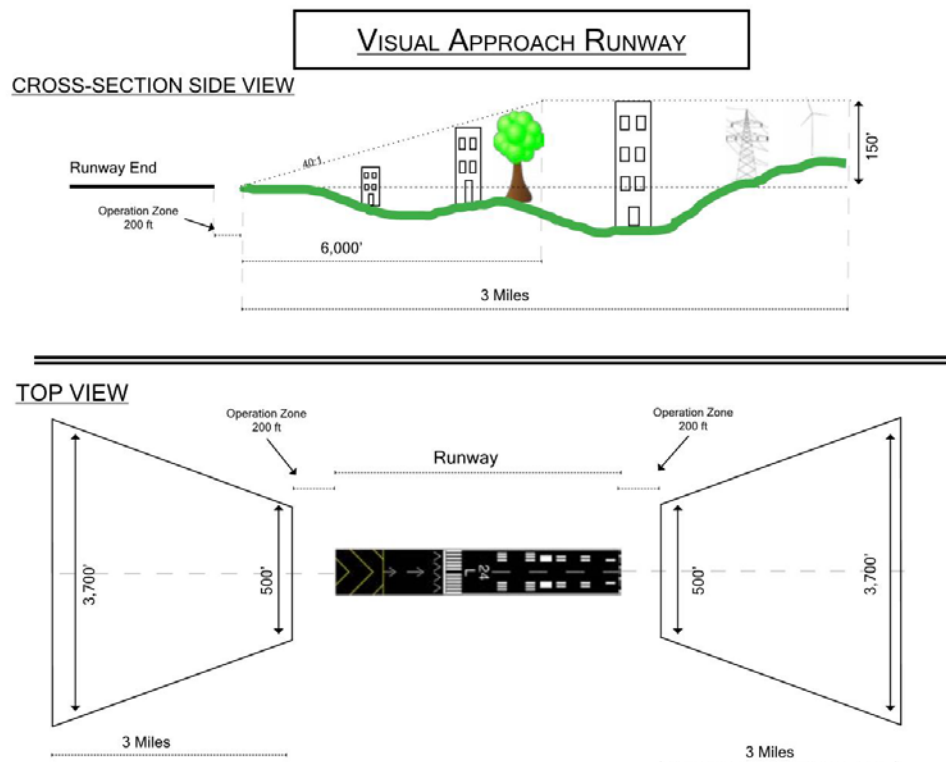 VISUAL APPROACH RUNWAY
CROSS-SECTION SIDE VIEW
40:1
150'
Runway End
Operation Zone
200 ft
6,000'
3 Miles
TOP VIEW
Operation Zone
200 ft
Operation Zone
200 ft
Runway
3,700'
500'
24
L
500'
3,700'
3 Miles
3 Miles